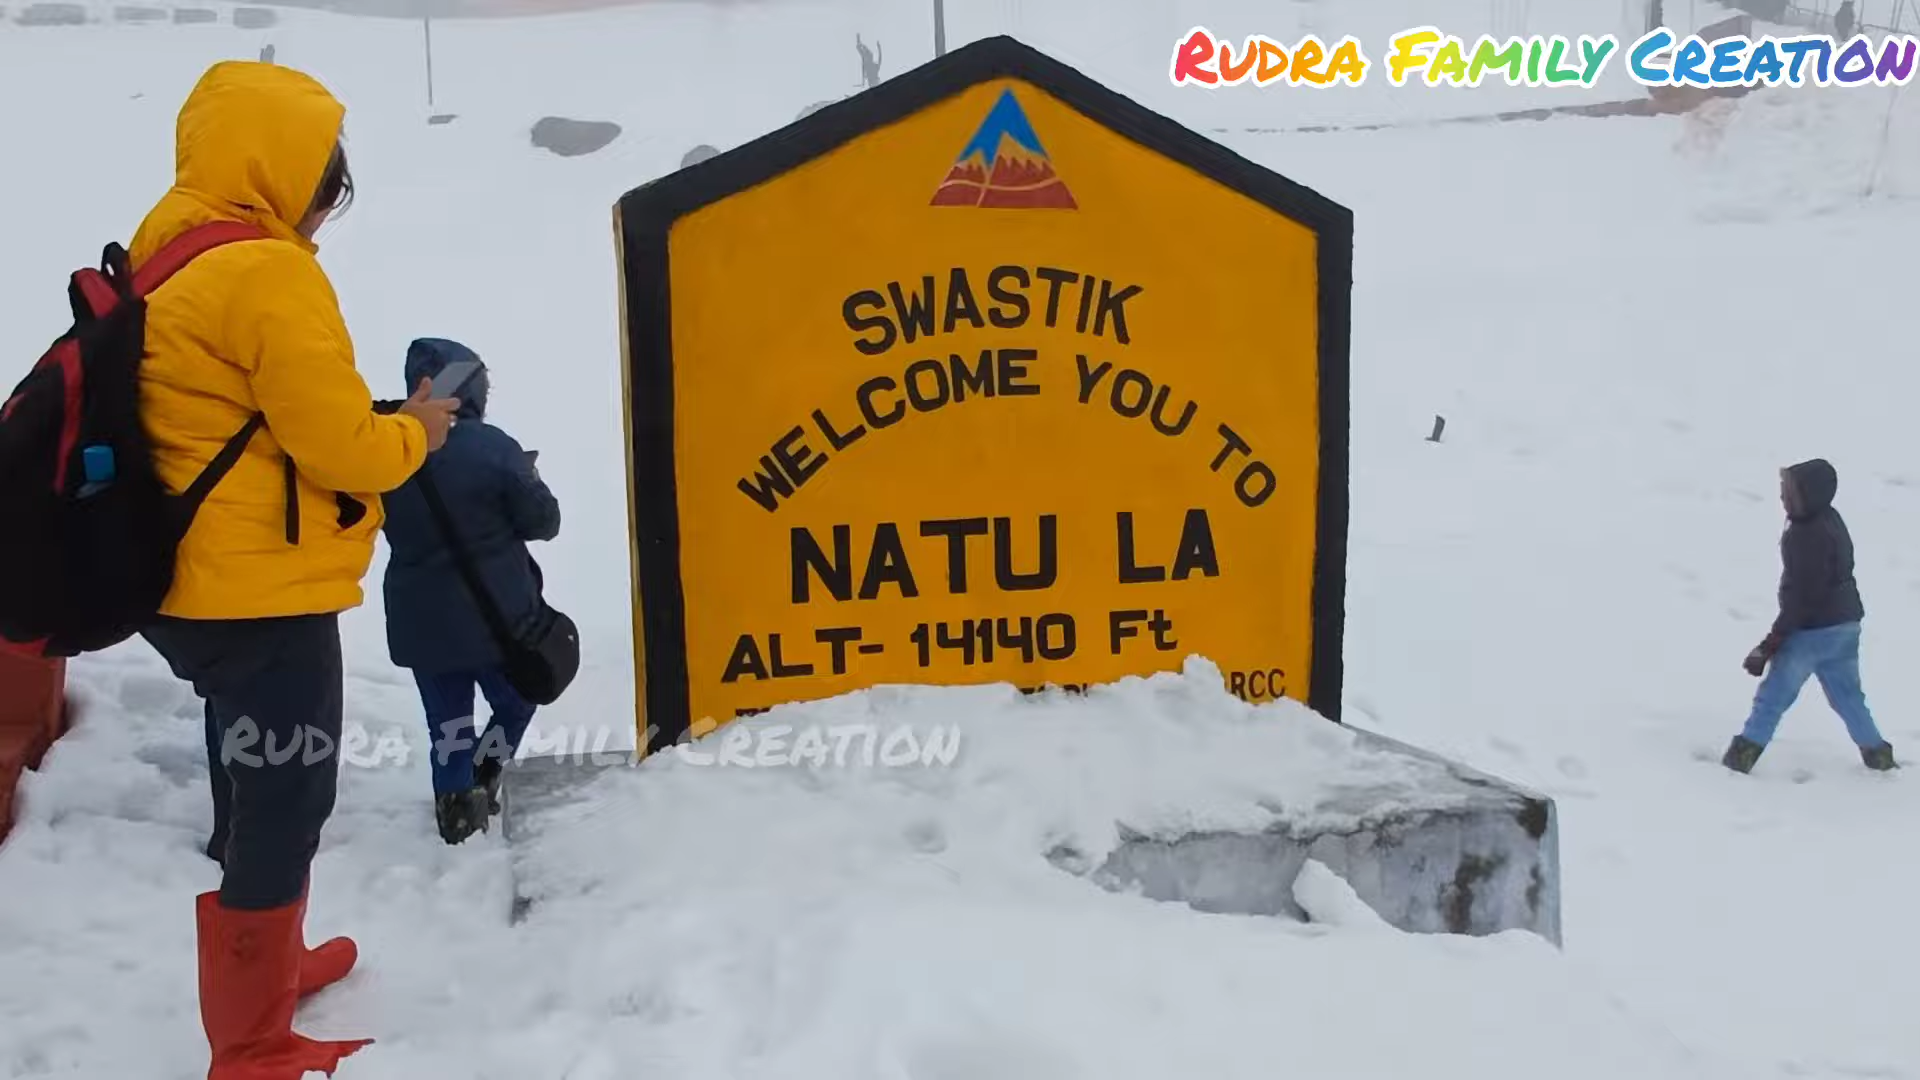 RUDRA FAMILY CREATION
SWASTIK
WELCOME YOU TO
NATU LA
ALT- 14140 Ft
RCC
RUDRA FAMILY CREATION